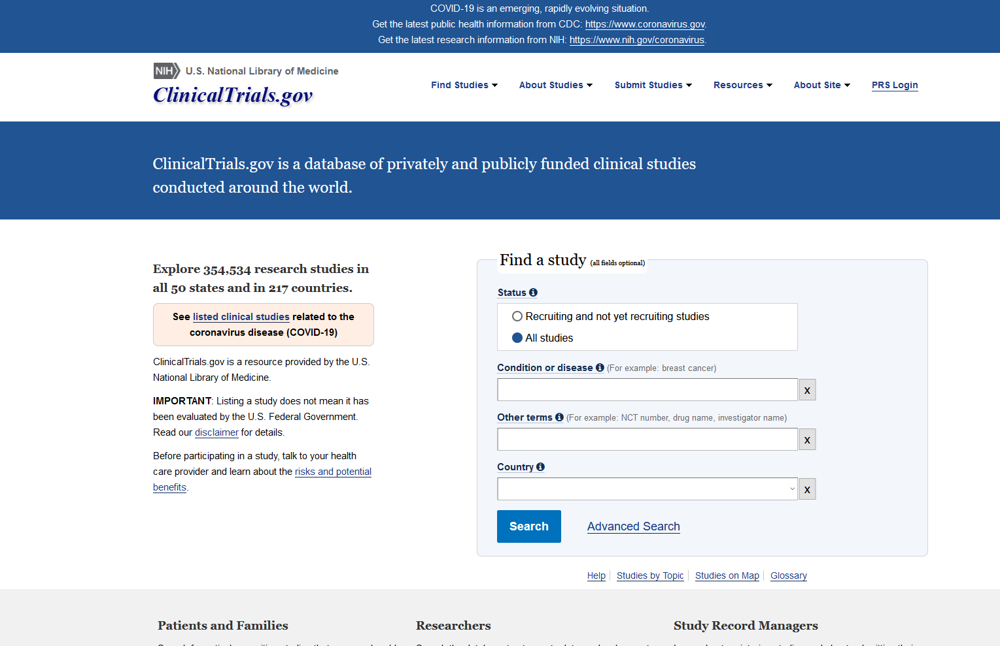 COVID-19 is an emerging, rapidly evolving situation.
Get the latest public health information from CDC: https://www.coronavirus.gov.
Get the latest research information from NIH: https://www.nih.gov/coronavirus.
NIH U.S. National Library of Medicine
ClinicalTrials.gov
Find Studies About Studies Submit Studies Resources About Site PRS Login
ClinicalTrials.gov is a database of privately and publicly funded clinical studies
conducted around the world.
Explore 354,534 research studies in
all 50 states and in 217 countries.
See listed clinical studies related to the
coronavirus disease (COVID-19)
ClinicalTrials.gov is a resource provided by the U.S.
National Library of Medicine.
IMPORTANT: Listing a study does not mean it has
been evaluated by the U.S. Federal Government.
Read our disclaimer for details.
Before participating in a study, talk to your health
care provider and learn about the risks and potential
benefits.
Find a study (all fields optional)
Status
Recruiting and not yet recruiting studies
All studies
Condition or disease (For example: breast cancer)
X
Other terms (For example: NCT number, drug name, investigator name)
X
Country
X
Search Advanced Search
Help Studies by Topic Studies on Map Glossary
Patients and Families Researchers Study Record Managers